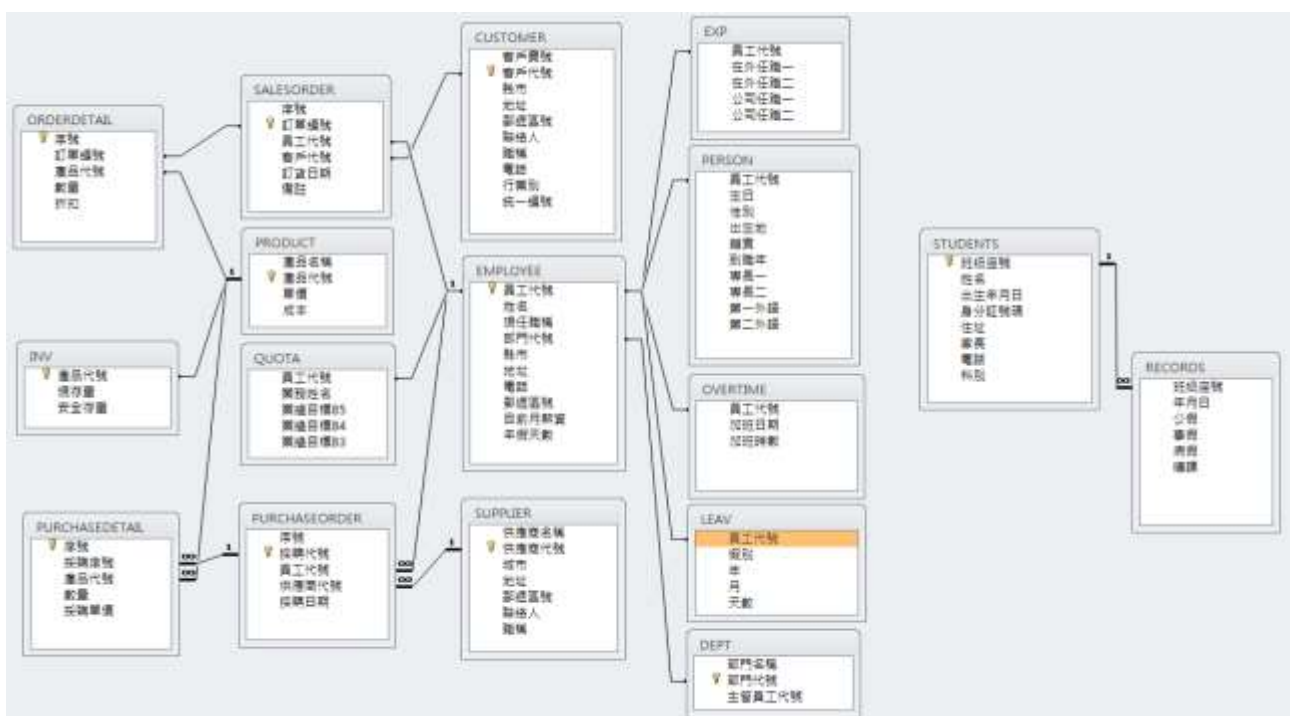 ORDERDETAIL
序號
訂單編號
產品代號
數量
折扣
INV
產品代號
現存量
安全存量
PURCHASEDETAIL
序號
採購序號
產品代號
數量
採購單價
SALESORDER
序號
訂單編號
員工代號
客戶代號
訂貨日期
備註
PRODUCT
產品名稱
產品代號
單價
成本
QUOTA
員工代號
業務姓名
業績目標85
業績目標84
業績目標83
PURCHASEORDER
序號
採購代號
員工代號
供應商代號
採購日期
CUSTOMER
客戶代號
縣市
地址
郵遞區號
聯絡人
職稱
電話
行業別
統一編號
EMPLOYEE
員工代號
姓名
現任職稱
部門代號
縣市
地址
電話
郵遞區號
目前月薪資
年假天數
SUPPLIER
供應商名稱
供應商代號
城市
地址
郵遞區號
聯絡人
職稱
EXP
員工代號
在外任職一
在外任職二
公司任職一
公司任職二
PERSON
員工代號
生日
性別
出生地
籍貫
到職年
專長一
專長二
第一外語
第二外語
OVERTIME
員工代號
加班日期
加班時數
LEAV
員工代號
假別
年
月
天數
DEPT
部門名稱
部門代號
主管員工代號
STUDENTS
班級座號
姓名
出生年月日
身分証號碼
住址
家長
電話
科別
RECORDS
班級座號
年月日
公假
事假
病假
曠課
1
1
1
1
1
∞
∞
∞
∞
∞